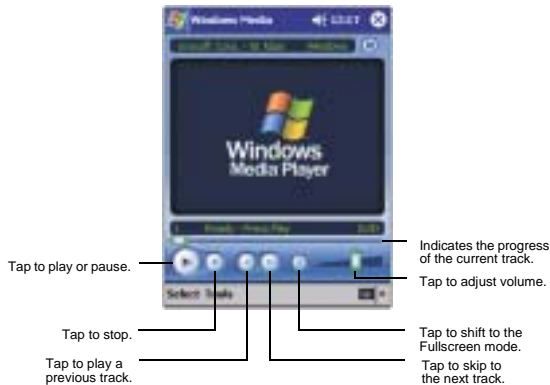 Windows Media
Windows
Windows
Media Player
Ready - Press Play
Indicates the progress
of the current track.
Tap to play or pause.
Tap to adjust volume.
Select Tools
Tap to stop.
Tap to shift to the
Fullscreen mode.
Tap to play a
previous track.
Tap to skip to
the next track.